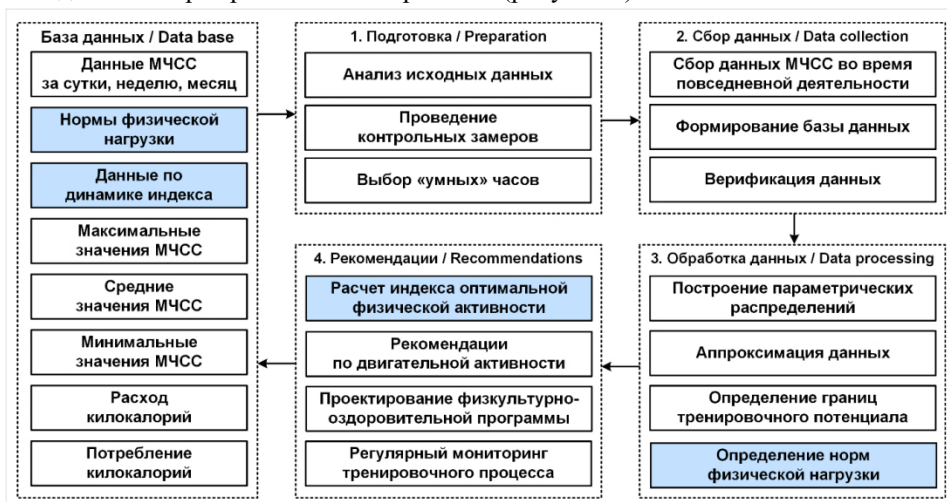 База данных / Data base
Данные МЧСС
за сутки, неделю, месяц
Нормы физической
нагрузки
Данные по
динамике индекса
Максимальные
значения МЧСС
Средние
значения МЧСС
Минимальные
значения МЧСС
Расход
килокалорий
Потребление
килокалорий
1. Подготовка / Preparation
Анализ исходных данных
Проведение
контрольных замеров
Выбор «умных» часов
2. Сбор данных / Data collection
Сбор данных МЧСС во время
повседневной деятельности
Формирование базы данных
Верификация данных
3. Обработка данных / Data processing
Построение параметрических
распределений
Аппроксимация данных
Определение границ
тренировочного потенциала
Определение норм
физической нагрузки
4. Рекомендации / Recommendations
Расчет индекса оптимальной
физической активности
Рекомендации
по двигательной активности
Проектирование физкультурно-
оздоровительной программы
Регулярный мониторинг
тренировочного процесса